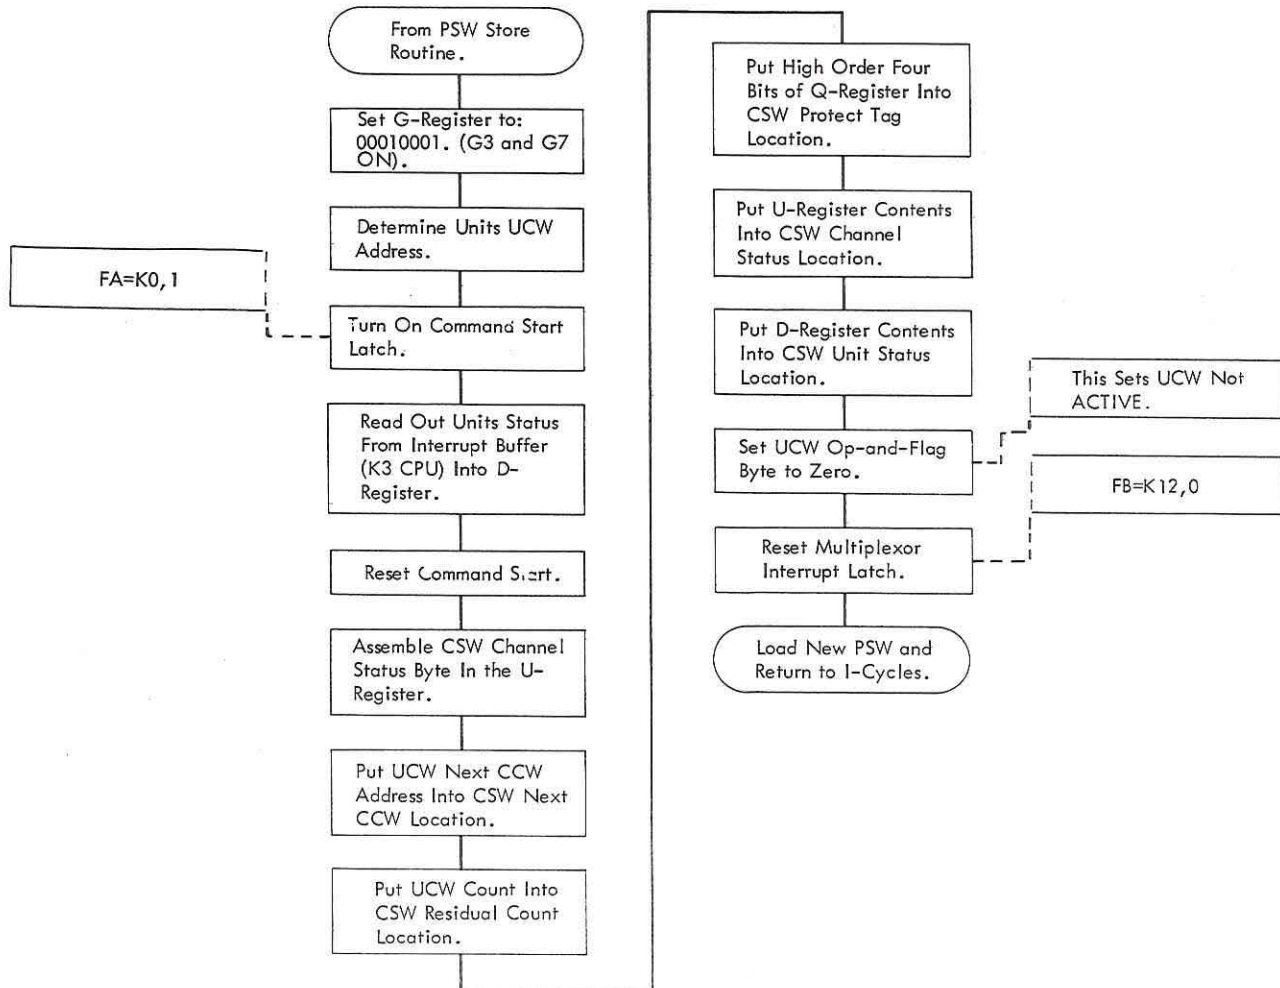 From PSW Store
Routine.
Set G-Register to:
00010001. (G3 and G7
ON).
Determine Units UCW
Address.
FA=K0,1
Turn On Command Start
Latch.
Read Out Units Status
From Interrupt Buffer
(K3 CPU) Into D-
Register.
Reset Command Start.
Assemble CSW Channel
Status Byte In the U-
Register.
Put UCW Next CCW
Address Into CSW Next
CCW Location.
Put UCW Count Into
CSW Residual Count
Location.
Put High Order Four
Bits of Q-Register Into
CSW Protect Tag
Location.
Put U-Register Contents
Into CSW Channel
Status Location.
Put D-Register Contents
Into CSW Unit Status
Location.
This Sets UCW Not
ACTIVE.
Set UCW Op-and-Flag
Byte to Zero.
FB=K12,0
Reset Multiplexor
Interrupt Latch.
Load New PSW and
Return to I-Cycles.